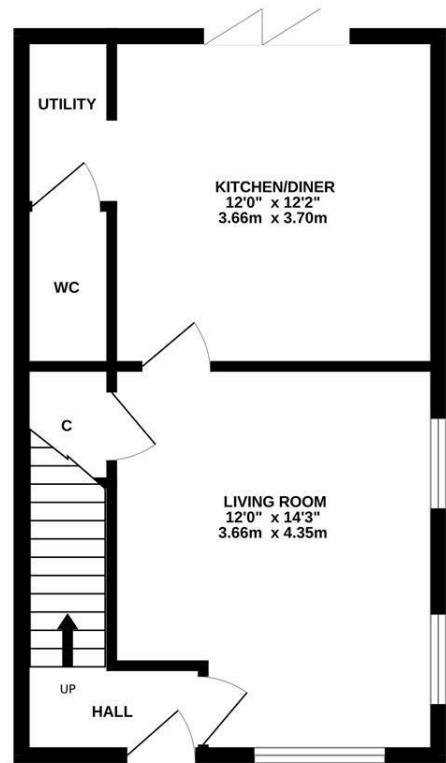 UTILITY
KITCHEN/DINER
12'0" x 12'2"
3.66m x 3.70m
WC
C
LIVING ROOM
12'0" x 14'3"
3.66m x 4.35m
UP
HALL